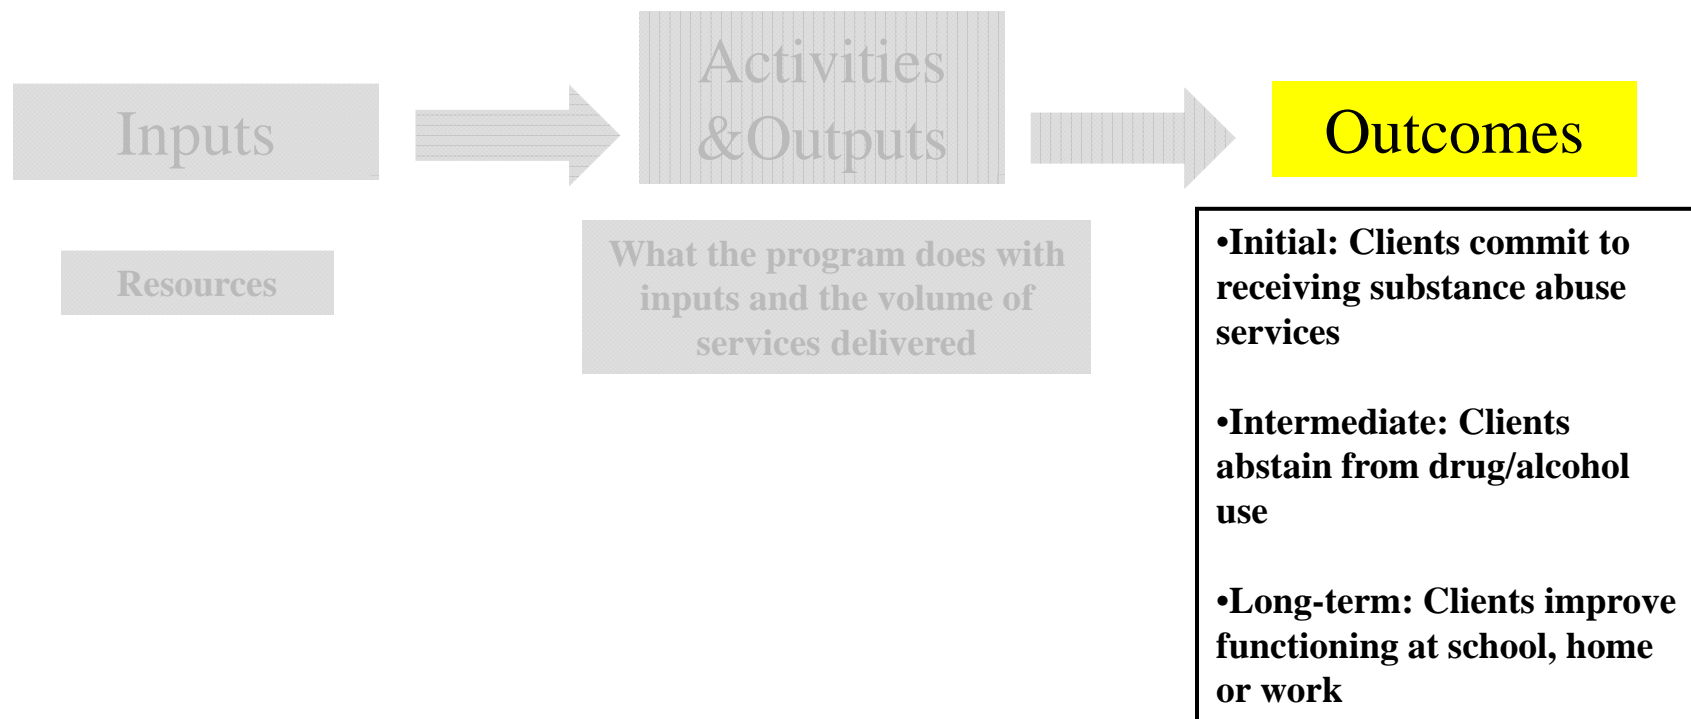 Inputs
Activities
&Outputs
Outcomes
Resources
What the program does with
inputs and the volume of
services delivered
•Initial: Clients commit to
receiving substance abuse
services
•Intermediate: Clients
abstain from drug/alcohol
use
•Long-term: Clients improve
functioning at school, home
or work